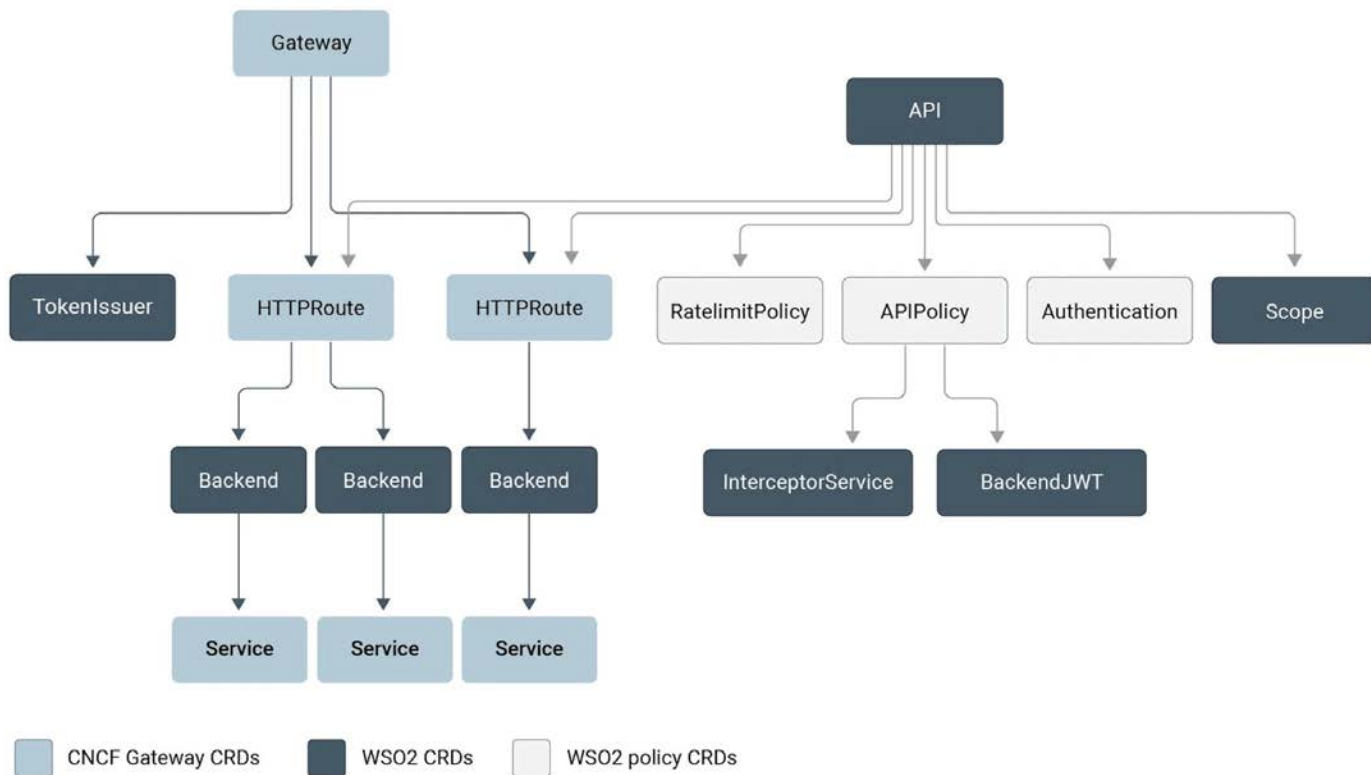 Gateway
API
TokenIssuer
HTTPRoute
HTTPRoute
RatelimitPolicy
APIPolicy
Authentication
Scope
Backend
Backend
Backend
InterceptorService
BackendJWT
Service
Service
Service
CNCF Gateway CRDs
WSO2 CRDs
WSO2 policy CRDs